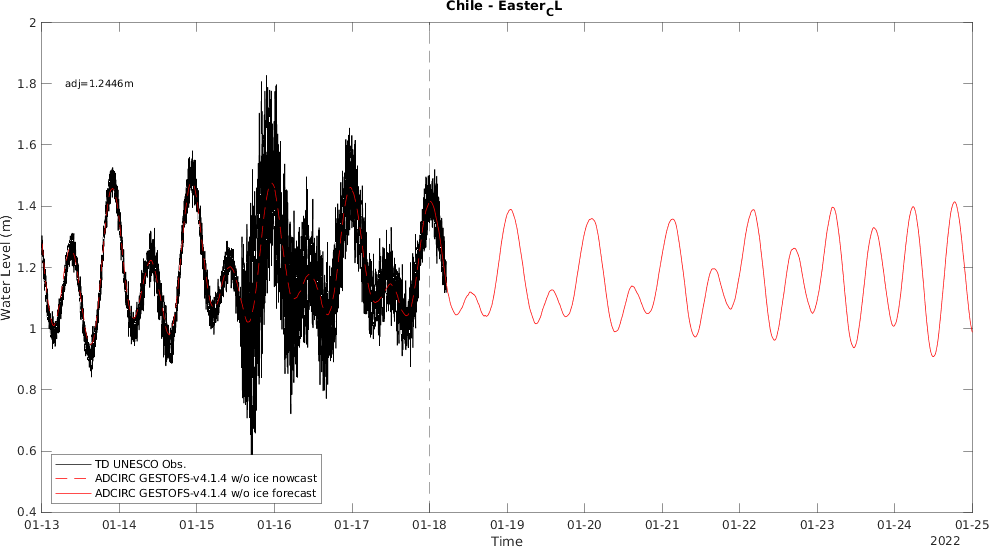 Chile - Easter_CL
2
1.8
1.6
1.4
1.2
1
0.8
0.6
0.4
Water Level (m)
adj=1.2446m
TD UNESCO Obs.
ADCIRC GESTOFS-v4.1.4 w/o ice nowcast
ADCIRC GESTOFS-v4.1.4 w/o ice forecast
01-13 01-14 01-15 01-16 01-17 01-18 01-19 01-20 01-21 01-22 01-23 01-24 01-25
Time
2022